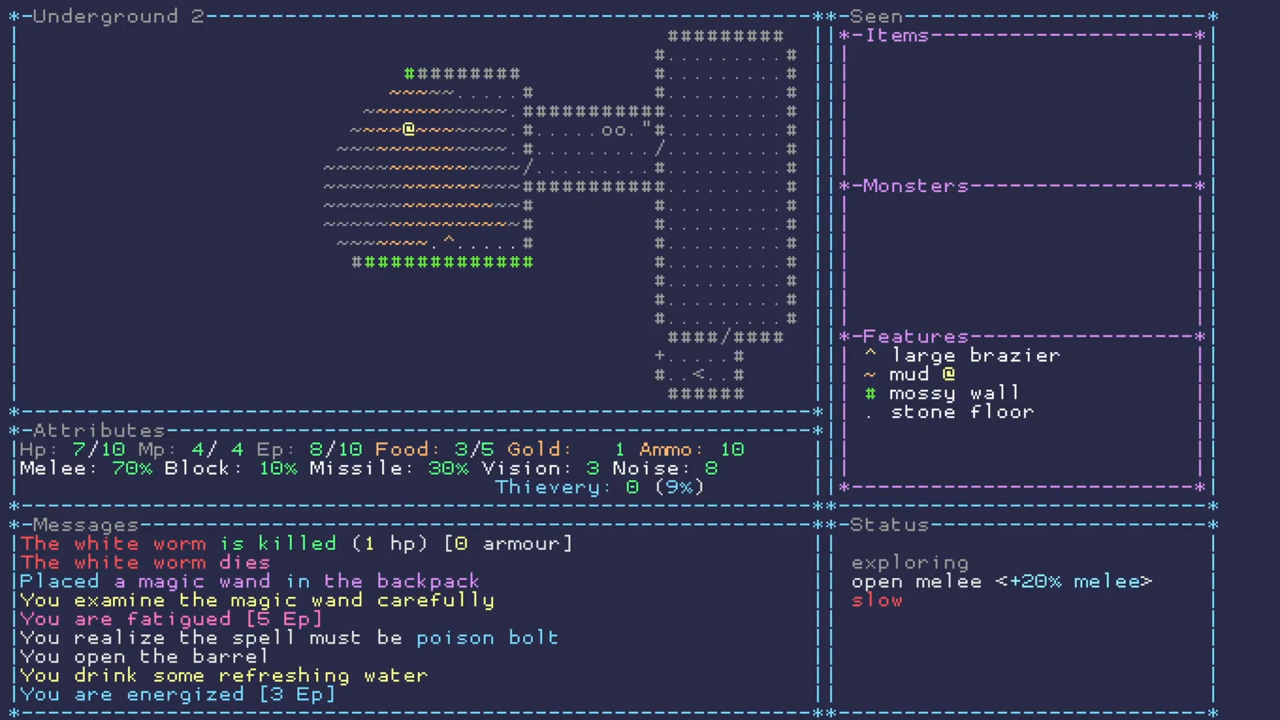 Underground 2
Seen
Items
Monsters
Features
^ large brazier
~ mud @
# mossy wall
. stone floor
Attributes
Hp: 7/10 Mp: 4/ 4 Ep: 8/10 Food: 3/5 Gold: 1 Ammo: 10
Melee: 70% Block: 10% Missile: 30% Vision: 3 Noise: 8
Thievery: 0 (9%)
Messages
The white worm is killed (1 hp) [0 armour]
The white worm dies
Placed a magic wand in the backpack
You examine the magic wand carefully
You are fatigued [5 Ep]
You realize the spell must be poison bolt
You open the barrel
You drink some refreshing water
You are energized [3 Ep]
Status
exploring
open melee <+20% melee>
slow